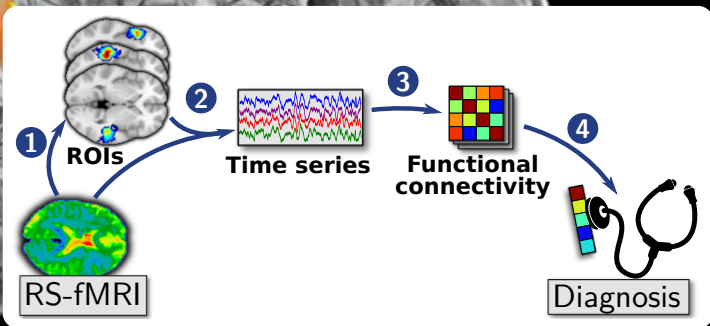 1
ROIs
2
Time series
3
Functional
connectivity
4
RS-fMRI
Diagnosis